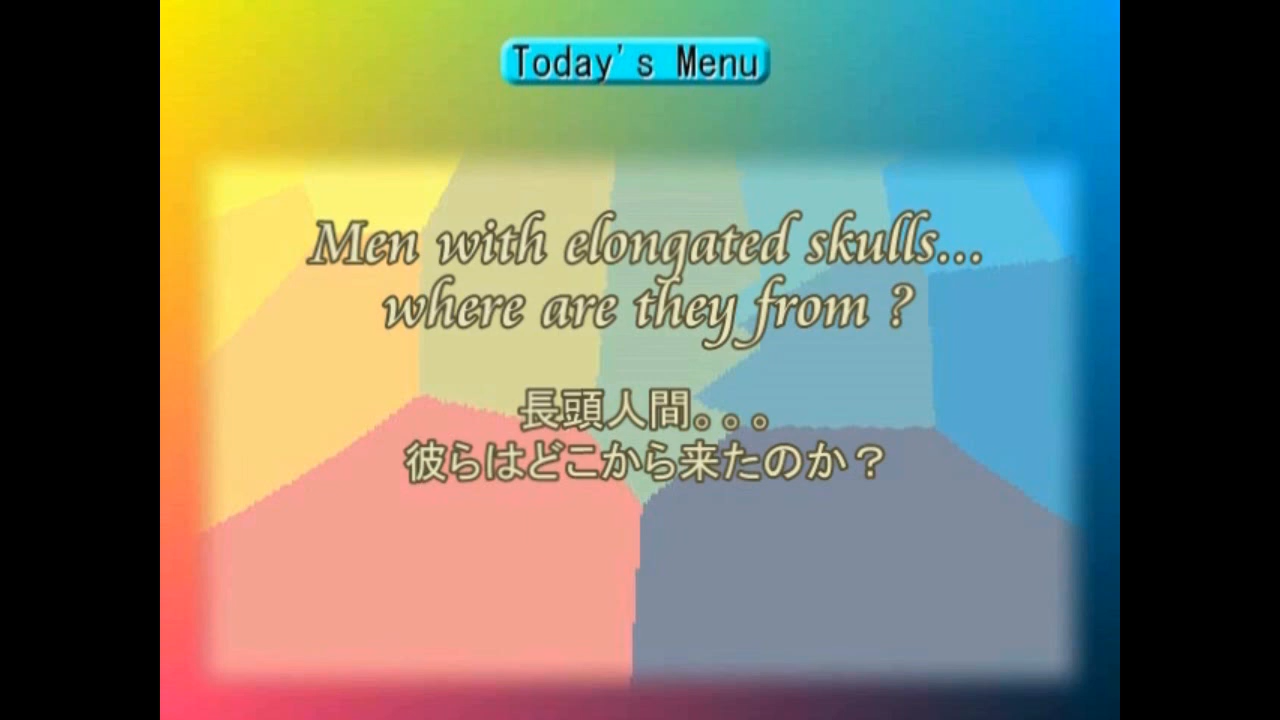 Today's Menu
Men with elongated skulls...
where are they from ?
長頭人間。。。
彼らはどこから来たのか？